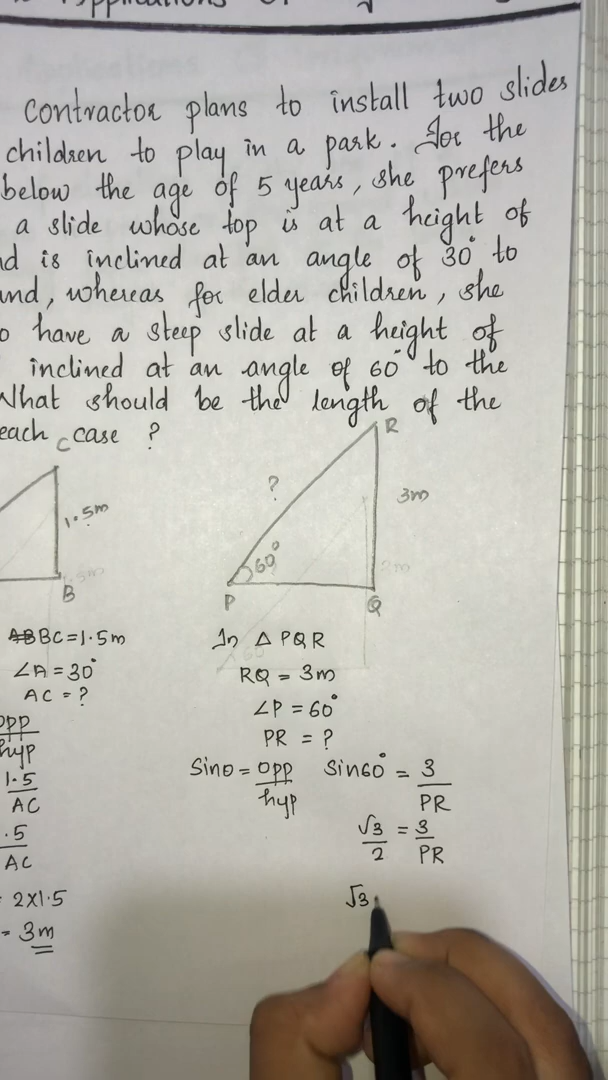 Contractor plans to install two slides
children to play in a park. For the
below the age of 5 years, she prefers
a slide whose top is at a height of
is inclined at an angle of 30° to
whereas for elder children, she
have a steep slide at a height of
inclined at an angle of 60° to the
What should be the length of the
each case ?
C
R
?
3m
1.5m
60°
B
P
Q
BC=1.5m
In △ PQR
∠A = 30°
RQ = 3m
AC = ?
∠P = 60°
PR = ?
opp
hyp
Sinθ = opp
hyp
Sin60° = 3
PR
1.5
AC
√3 = 3
2 PR
.5
AC
= 2x1.5
√3
= 3m